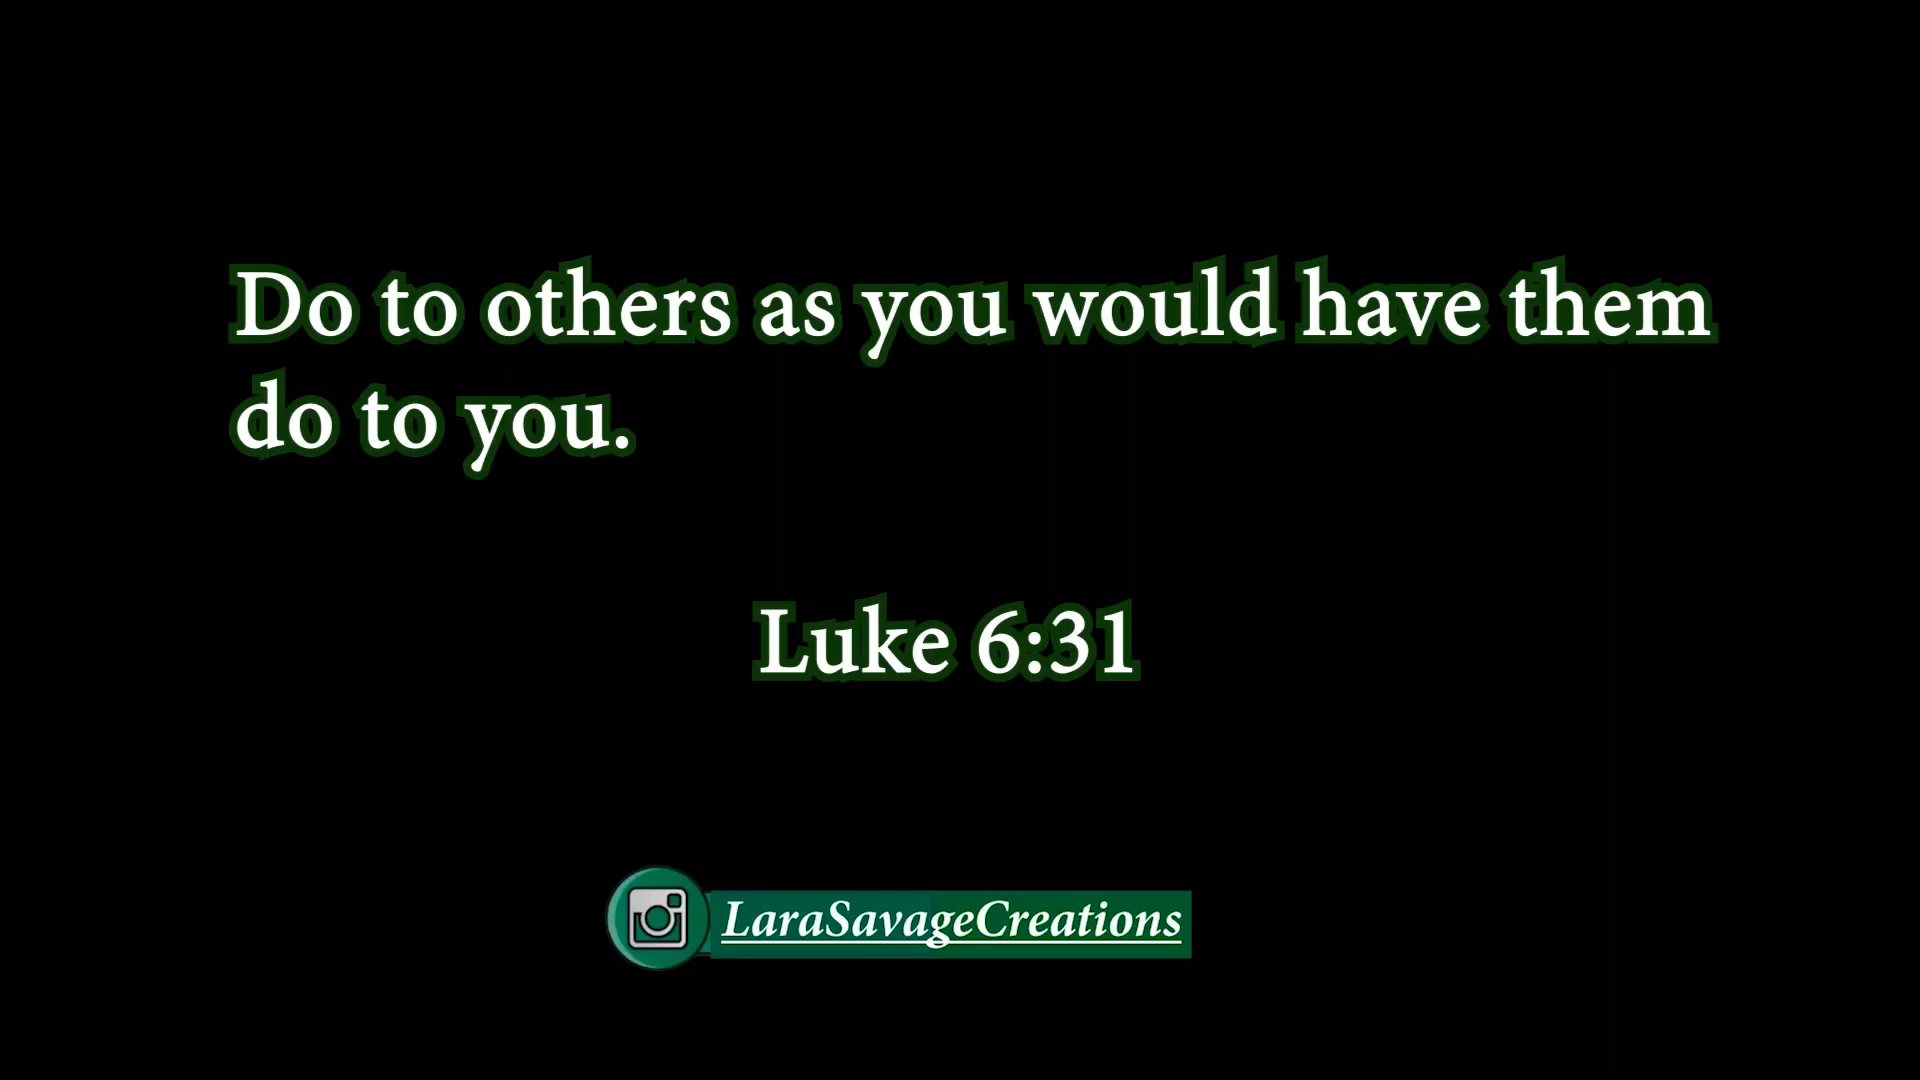 Do to others as you would have them
do to you.
Luke 6:31
LaraSavageCreations